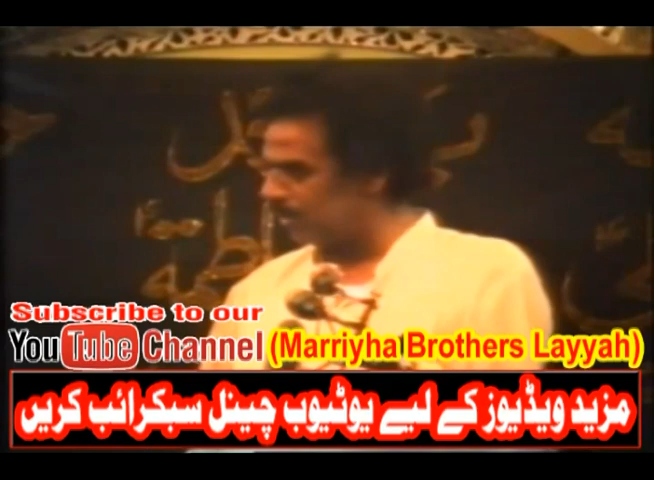 Subscribe to our
YouTube Channel (Marriyha Brothers Layyah)
مزید ویڈیوز کے لیے یوٹیوب چینل سبکرائب کریں